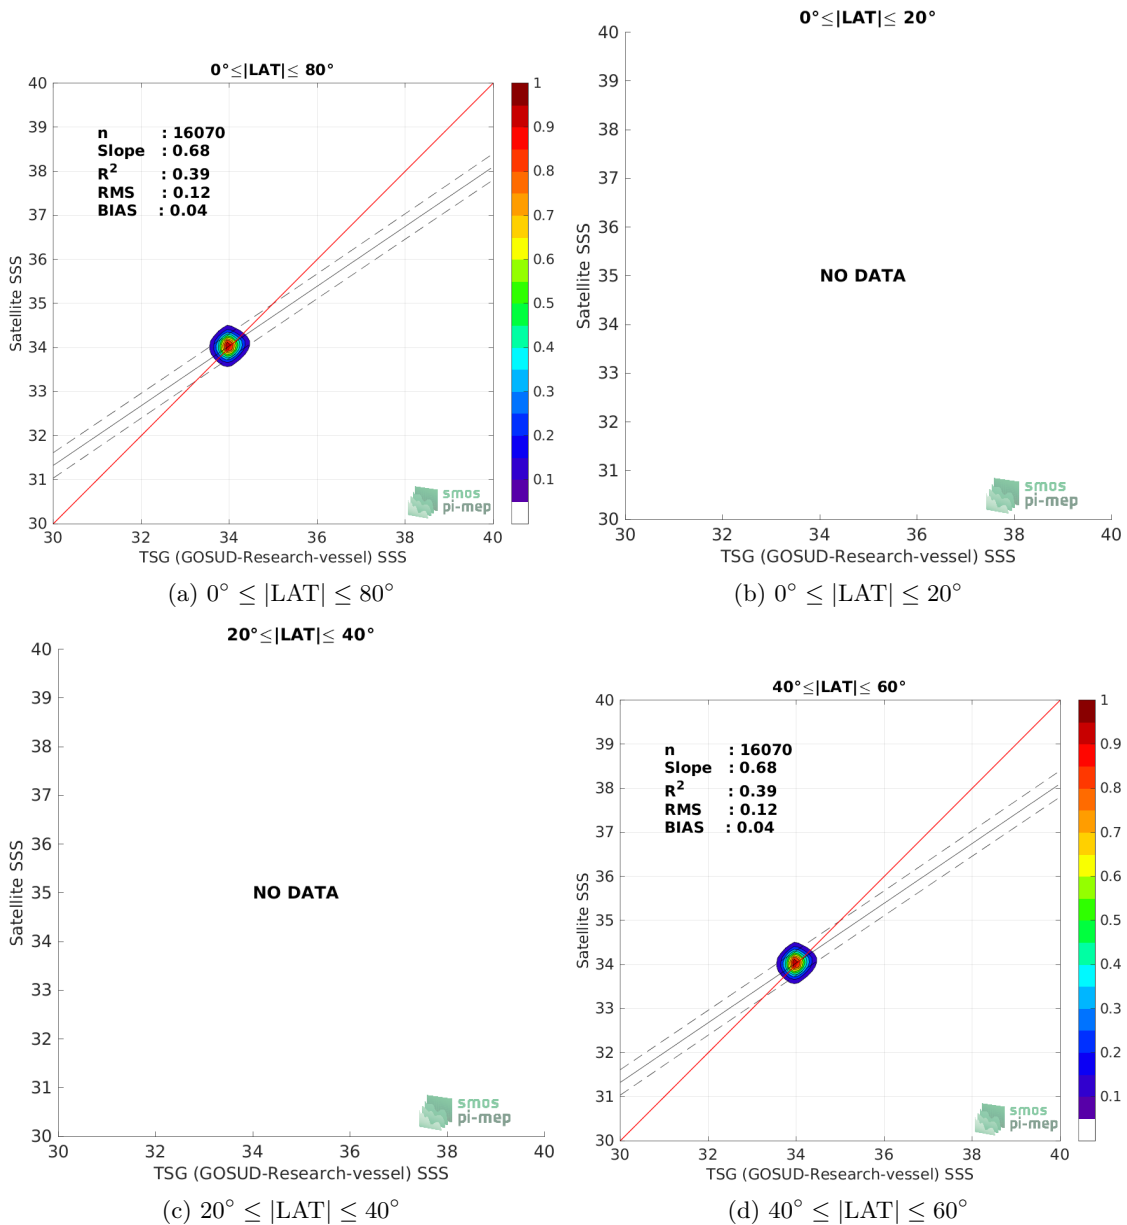 0°≤|LAT|≤ 80°
40
39
38
37
36
35
34
33
32
31
30
Satellite SSS
n : 16070
Slope : 0.68
R² : 0.39
RMS : 0.12
BIAS : 0.04
smos
pi-mep
30 32 34 36 38 40
TSG (GOSUD-Research-vessel) SSS
1
0.9
0.8
0.7
0.6
0.5
0.4
0.3
0.2
0.1
(a) 0° ≤ |LAT| ≤ 80°
0°≤|LAT|≤ 20°
40
39
38
37
36
35
34
33
32
31
30
Satellite SSS
NO DATA
smos
pi-mep
30 32 34 36 38 40
TSG (GOSUD-Research-vessel) SSS
(b) 0° ≤ |LAT| ≤ 20°
20°≤|LAT|≤ 40°
40
39
38
37
36
35
34
33
32
31
30
Satellite SSS
NO DATA
smos
pi-mep
30 32 34 36 38 40
TSG (GOSUD-Research-vessel) SSS
(c) 20° ≤ |LAT| ≤ 40°
40°≤|LAT|≤ 60°
40
39
38
37
36
35
34
33
32
31
30
Satellite SSS
n : 16070
Slope : 0.68
R² : 0.39
RMS : 0.12
BIAS : 0.04
smos
pi-mep
30 32 34 36 38 40
TSG (GOSUD-Research-vessel) SSS
1
0.9
0.8
0.7
0.6
0.5
0.4
0.3
0.2
0.1
(d) 40° ≤ |LAT| ≤ 60°